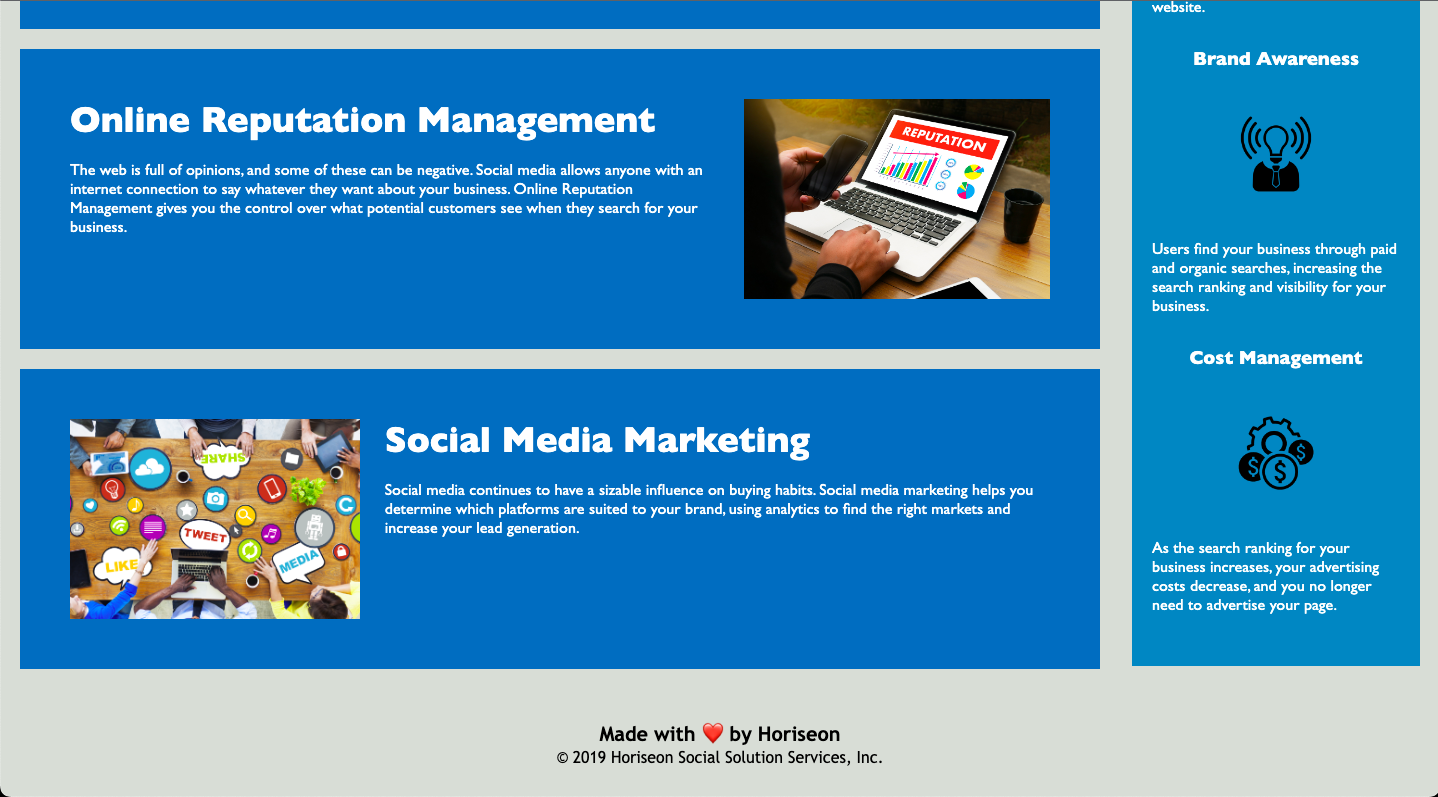 website.
Online Reputation Management
The web is full of opinions, and some of these can be negative. Social media allows anyone with an
internet connection to say whatever they want about your business. Online Reputation
Management gives you the control over what potential customers see when they search for your
business.
REPUTATION
Brand Awareness
Users find your business through paid
and organic searches, increasing the
search ranking and visibility for your
business.
Social Media Marketing
Social media continues to have a sizable influence on buying habits. Social media marketing helps you
determine which platforms are suited to your brand, using analytics to find the right markets and
increase your lead generation.
SHARE
TWEET
LIKE
MEDIA
Cost Management
$ $ $
As the search ranking for your
business increases, your advertising
costs decrease, and you no longer
need to advertise your page.
Made with ❤️ by Horiseon
© 2019 Horiseon Social Solution Services, Inc.